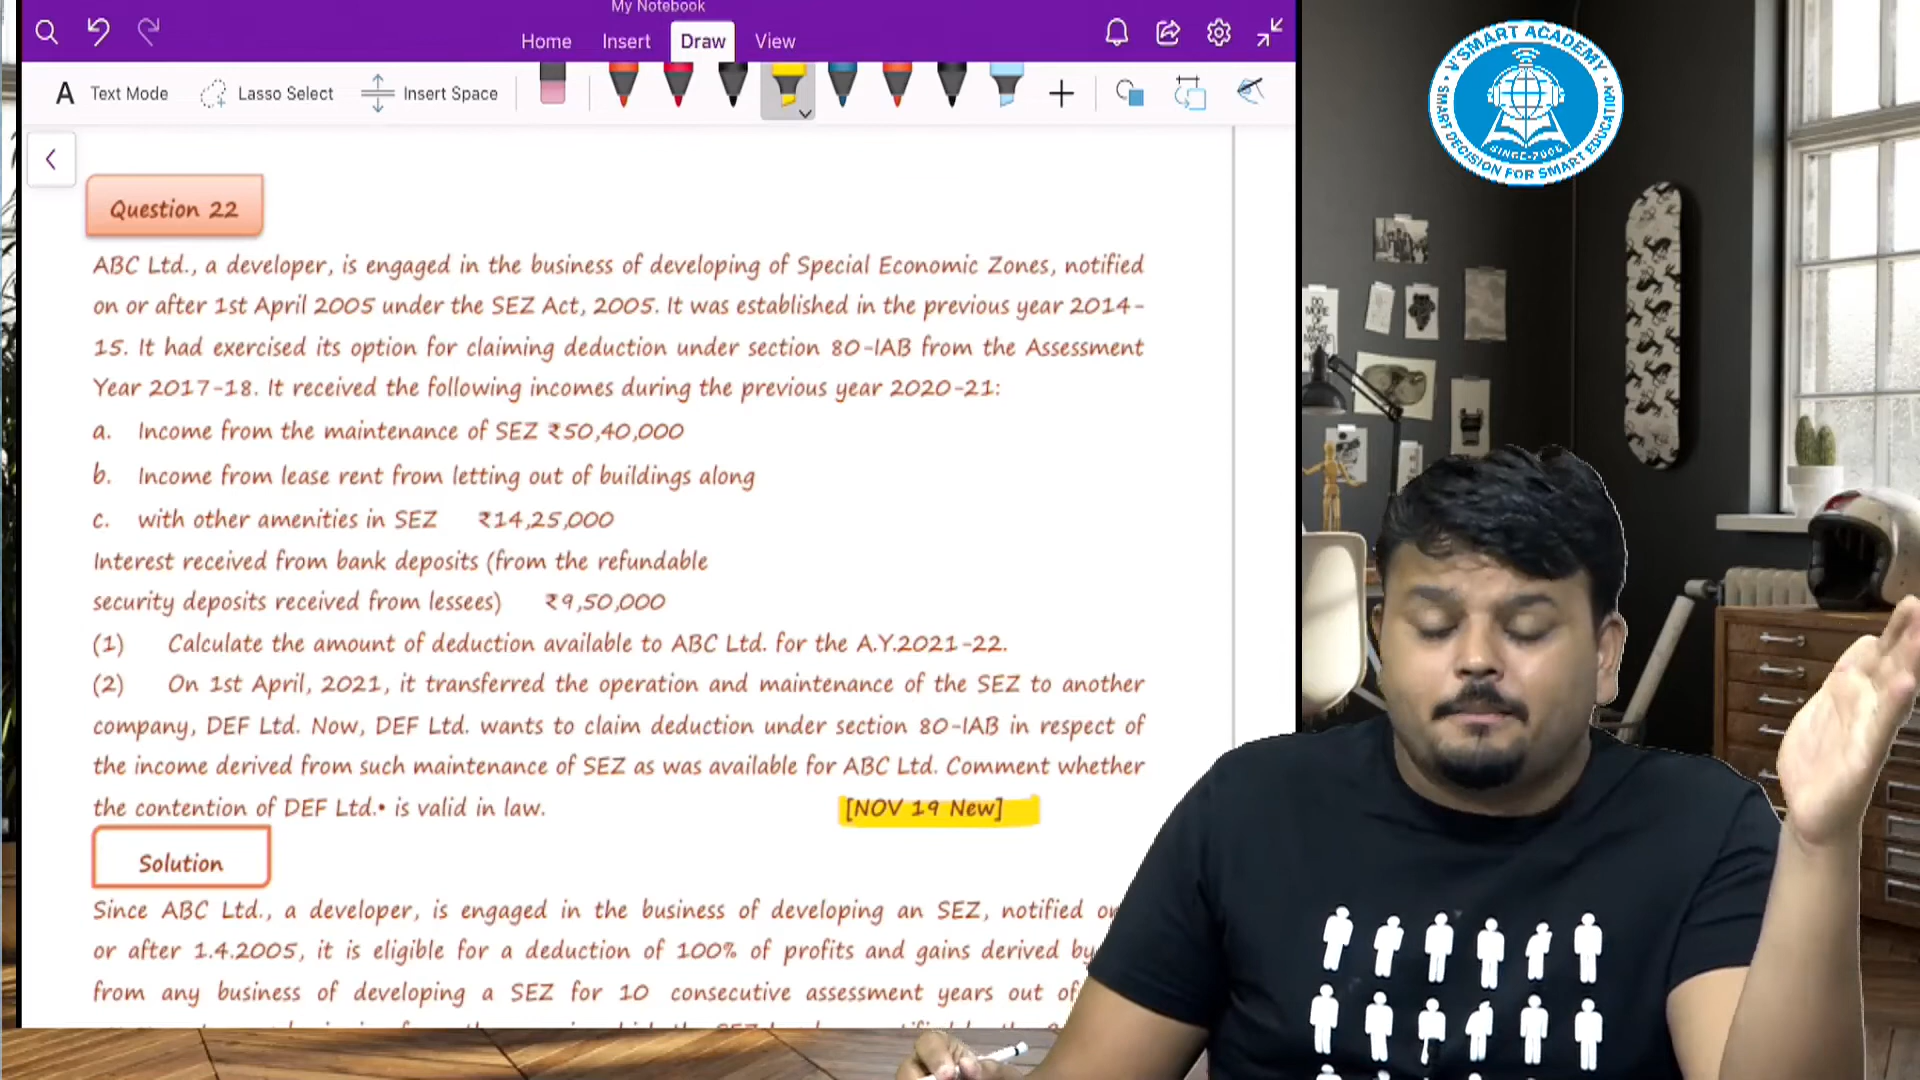 My Notebook
Home Insert Draw View
A Text Mode Lasso Select Insert Space
Question 22
ABC Ltd., a developer, is engaged in the business of developing of Special Economic Zones, notified
on or after 1st April 2005 under the SEZ Act, 2005. It was established in the previous year 2014-
15. It had exercised its option for claiming deduction under section 80-IAB from the Assessment
Year 2017-18. It received the following incomes during the previous year 2020-21:
a. Income from the maintenance of SEZ ₹50,40,000
b. Income from lease rent from letting out of buildings along
c. with other amenities in SEZ ₹14,25,000
Interest received from bank deposits (from the refundable
security deposits received from lessees) ₹9,50,000
(1) Calculate the amount of deduction available to ABC Ltd. for the A.Y.2021-22.
(2) On 1st April, 2021, it transferred the operation and maintenance of the SEZ to another
company, DEF Ltd. Now, DEF Ltd. wants to claim deduction under section 80-IAB in respect of
the income derived from such maintenance of SEZ as was available for ABC Ltd. Comment whether
the contention of DEF Ltd.• is valid in law. [NOV 19 New]
Solution
Since ABC Ltd., a developer, is engaged in the business of developing an SEZ, notified on
or after 1.4.2005, it is eligible for a deduction of 100% of profits and gains derived by
from any business of developing a SEZ for 10 consecutive assessment years out of
V'SMART ACADEMY
SINCE-2006
SMART DECISION FOR SMART EDUCATION
DO
MORE
OF
WHAT
MAKES